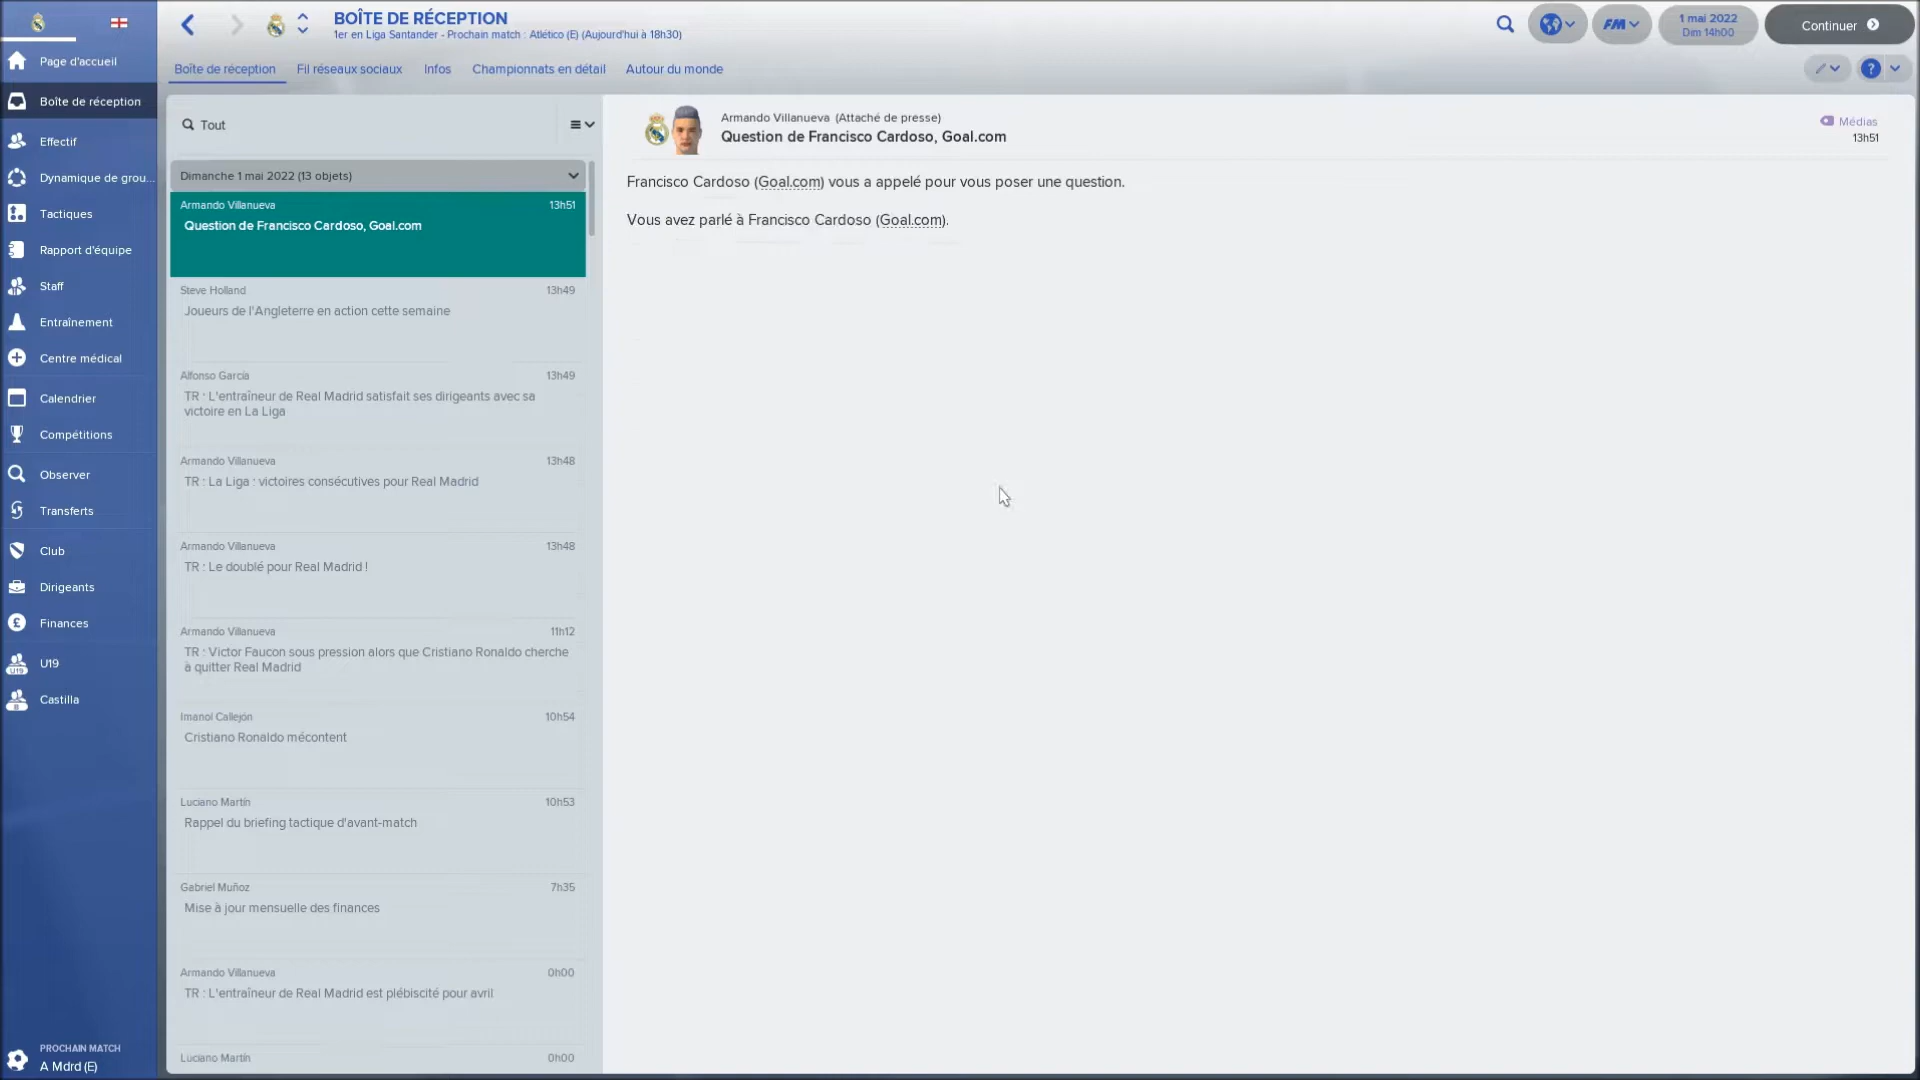 BOÎTE DE RÉCEPTION
1er en Liga Santander - Prochain match : Atlético (E) (Aujourd'hui à 18h30)
FM
1 mai 2022
Dim 14h00
Continuer
Page d'accueil
Boîte de réception
Effectif
Dynamique de grou...
Tactiques
Rapport d'équipe
Staff
Entraînement
Centre médical
Calendrier
Compétitions
Observer
Transferts
Club
Dirigeants
Finances
U19
Castilla
PROCHAIN MATCH
A Mdrd (E)
Boîte de réception
Fil réseaux sociaux
Infos
Championnats en détail
Autour du monde
Tout
Dimanche 1 mai 2022 (13 objets)
Armando Villanueva 13h51
Question de Francisco Cardoso, Goal.com
Steve Holland 13h49
Joueurs de l'Angleterre en action cette semaine
Alfonso García 13h49
TR : L'entraîneur de Real Madrid satisfait ses dirigeants avec sa
victoire en La Liga
Armando Villanueva 13h48
TR : La Liga : victoires consécutives pour Real Madrid
Armando Villanueva 13h48
TR : Le doublé pour Real Madrid !
Armando Villanueva 11h12
TR : Victor Faucon sous pression alors que Cristiano Ronaldo cherche
à quitter Real Madrid
Imanol Callejón 10h54
Cristiano Ronaldo mécontent
Luciano Martín 10h53
Rappel du briefing tactique d'avant-match
Gabriel Muñoz 7h35
Mise à jour mensuelle des finances
Armando Villanueva 0h00
TR : L'entraîneur de Real Madrid est plébiscité pour avril
Luciano Martín 0h00
Armando Villanueva (Attaché de presse)
Question de Francisco Cardoso, Goal.com
Médias
13h51
Francisco Cardoso (Goal.com) vous a appelé pour vous poser une question.
Vous avez parlé à Francisco Cardoso (Goal.com).